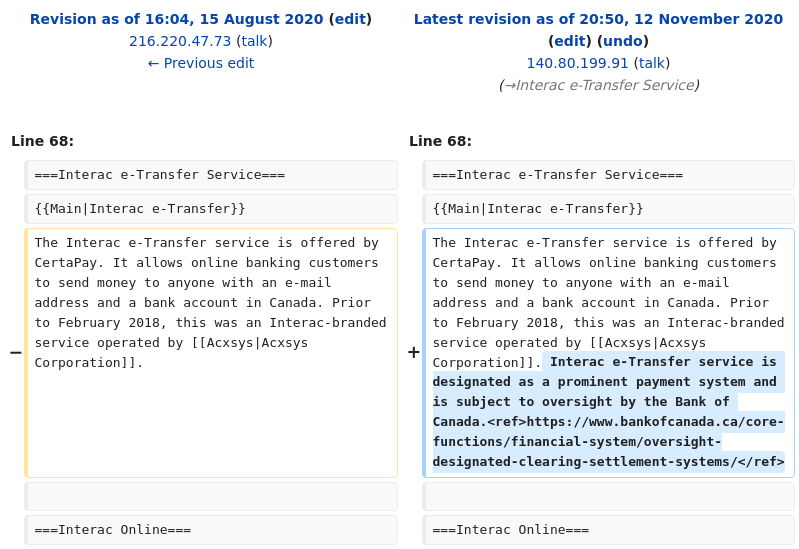 Revision as of 16:04, 15 August 2020 (edit)
216.220.47.73 (talk)
← Previous edit
Latest revision as of 20:50, 12 November 2020
(edit) (undo)
140.80.199.91 (talk)
(→Interac e-Transfer Service)
Line 68:
Line 68:
===Interac e-Transfer Service===
===Interac e-Transfer Service===
{{Main|Interac e-Transfer}}
{{Main|Interac e-Transfer}}
−
The Interac e-Transfer service is offered by
CertaPay. It allows online banking customers
to send money to anyone with an e-mail
address and a bank account in Canada. Prior
to February 2018, this was an Interac-branded
service operated by [[Acxsys|Acxsys
Corporation]].
+
The Interac e-Transfer service is offered by
CertaPay. It allows online banking customers
to send money to anyone with an e-mail
address and a bank account in Canada. Prior
to February 2018, this was an Interac-branded
service operated by [[Acxsys|Acxsys
Corporation]]. Interac e-Transfer service is
designated as a prominent payment system and
is subject to oversight by the Bank of
Canada.<ref>https://www.bankofcanada.ca/core-
functions/financial-system/oversight-
designated-clearing-settlement-systems/</ref>
===Interac Online===
===Interac Online===